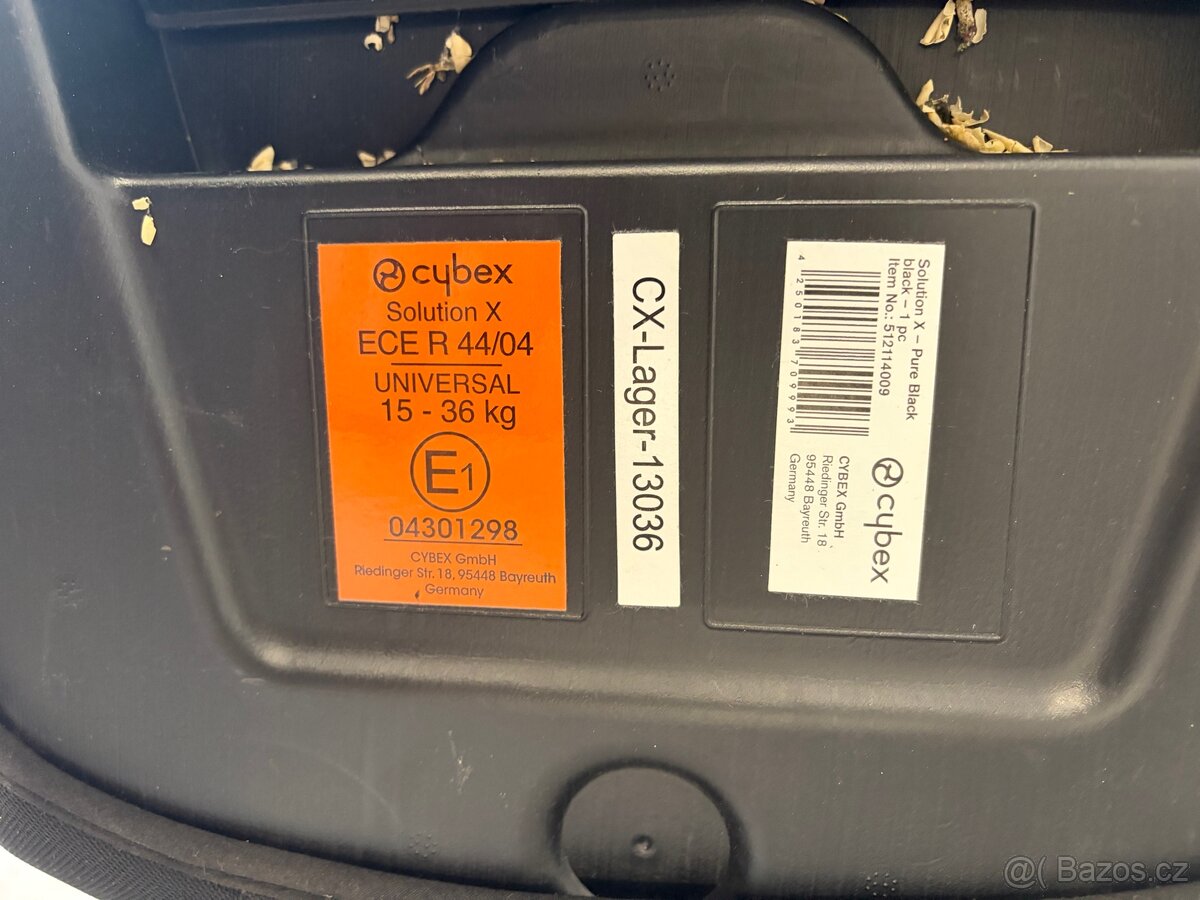 cybex
Solution X
ECE R 44/04
UNIVERSAL
15 - 36 kg
E1
04301298
CYBEX GmbH
Riedinger Str. 18, 95448 Bayreuth
Germany
CX-Lager-13036
Solution X – Pure Black
black – 1 pc
Item No.: 512114009
4250183709993
cybex
CYBEX GmbH
Riedinger Str. 18
95448 Bayreuth
Germany
@( Bazos.cz